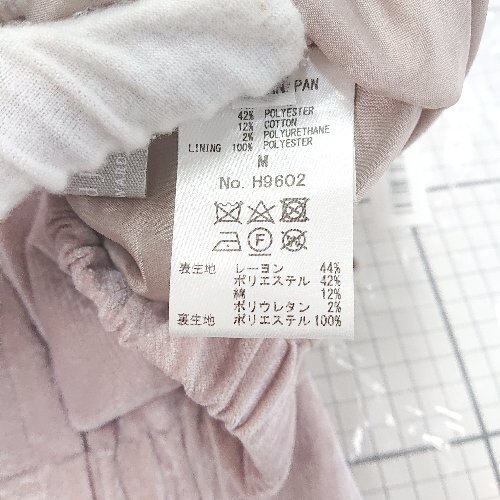 PAN
42% POLYESTER
12% COTTON
2% POLYURETHANE
LINING 100% POLYESTER
M
No. H9602
表生地 レーヨン 44%
ポリエステル 42%
綿 12%
ポリウレタン 2%
裏生地 ポリエステル 100%